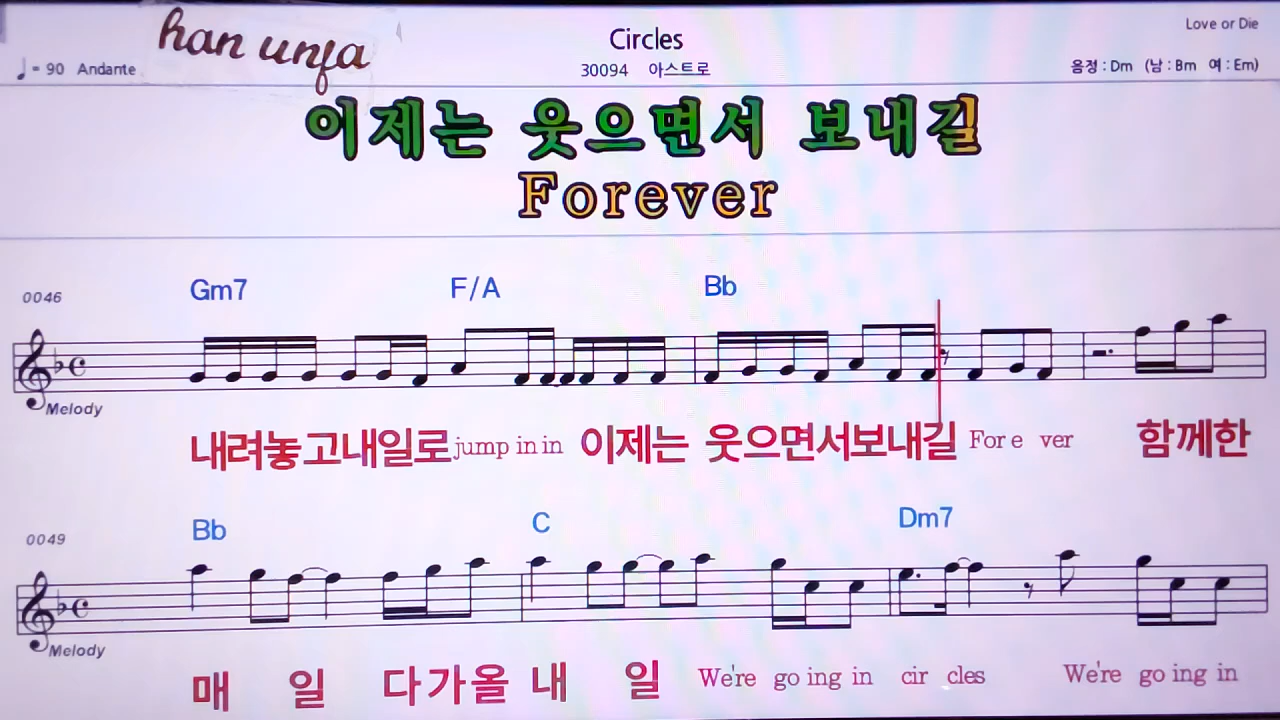 han unfa
Circles
Love or Die
♩= 90 Andante
30094 아스트로
음정 : Dm (남 : Bm 여 : Em)
이제는 웃으면서 보내길
Forever
0046
Gm7 F/A Bb
Melody
내려놓고내일로 jump in in 이제는 웃으면서보내길 For e ver 함께한
0049
Bb C Dm7
Melody
매 일 다가올 내 일 We're go ing in cir cles We're go ing in